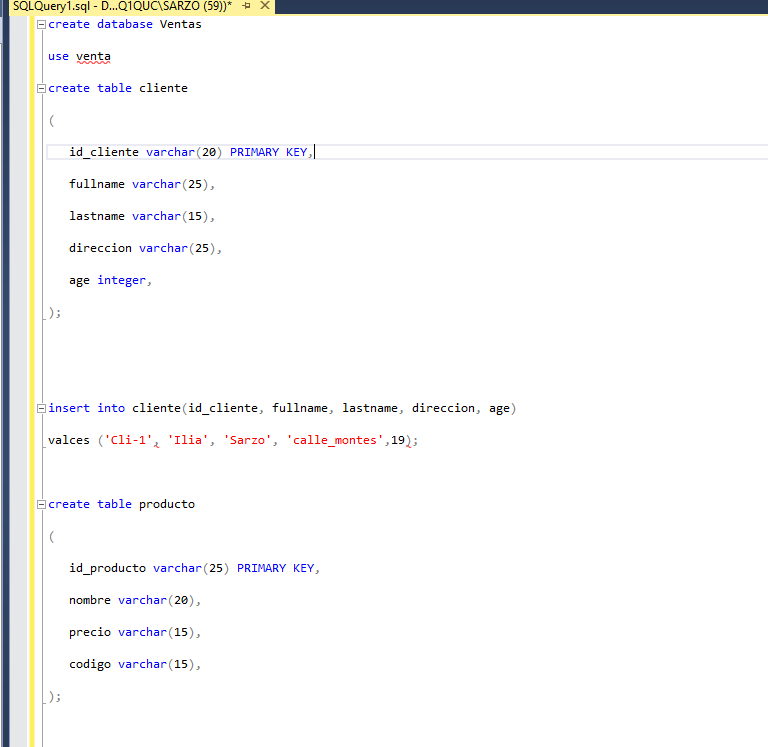 SQLQuery1.sql - D...Q1QUC\SARZO (59))*
create database Ventas
use venta
create table cliente
(
id_cliente varchar(20) PRIMARY KEY,
fullname varchar(25),
lastname varchar(15),
direccion varchar(25),
age integer,
);
insert into cliente(id_cliente, fullname, lastname, direccion, age)
valces ('Cli-1', 'Ilia', 'Sarzo', 'calle_montes',19);
create table producto
(
id_producto varchar(25) PRIMARY KEY,
nombre varchar(20),
precio varchar(15),
codigo varchar(15),
);